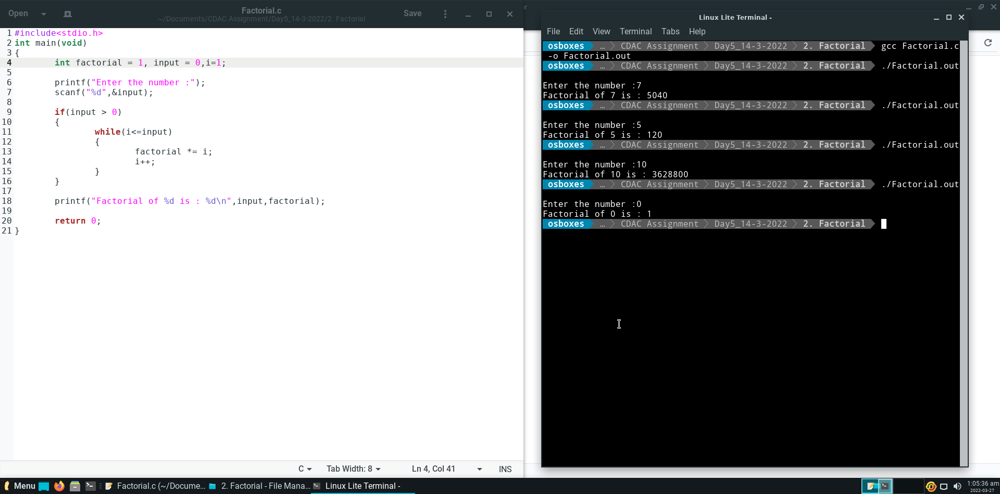 Open
Factorial.c
~/Documents/CDAC Assignment/Day5_14-3-2022/2. Factorial
Save
1 #include<stdio.h>
2 int main(void)
3 {
4 int factorial = 1, input = 0,i=1;
5
6 printf("Enter the number :");
7 scanf("%d",&input);
8
9 if(input > 0)
10 {
11 while(i<=input)
12 {
13 factorial *= i;
14 i++;
15 }
16 }
17
18 printf("Factorial of %d is : %d\n",input,factorial);
19
20 return 0;
21 }
C Tab Width: 8 Ln 4, Col 41 INS
r
Linux Lite Terminal -
File Edit View Terminal Tabs Help
osboxes … CDAC Assignment Day5_14-3-2022 2. Factorial gcc Factorial.c
-o Factorial.out
osboxes … CDAC Assignment Day5_14-3-2022 2. Factorial ./Factorial.out
Enter the number :7
Factorial of 7 is : 5040
osboxes … CDAC Assignment Day5_14-3-2022 2. Factorial ./Factorial.out
Enter the number :5
Factorial of 5 is : 120
osboxes … CDAC Assignment Day5_14-3-2022 2. Factorial ./Factorial.out
Enter the number :10
Factorial of 10 is : 3628800
osboxes … CDAC Assignment Day5_14-3-2022 2. Factorial ./Factorial.out
Enter the number :0
Factorial of 0 is : 1
osboxes … CDAC Assignment Day5_14-3-2022 2. Factorial
Menu Factorial.c (~/Docume... 2. Factorial - File Mana... Linux Lite Terminal - 1:05:36 am
2022-03-27